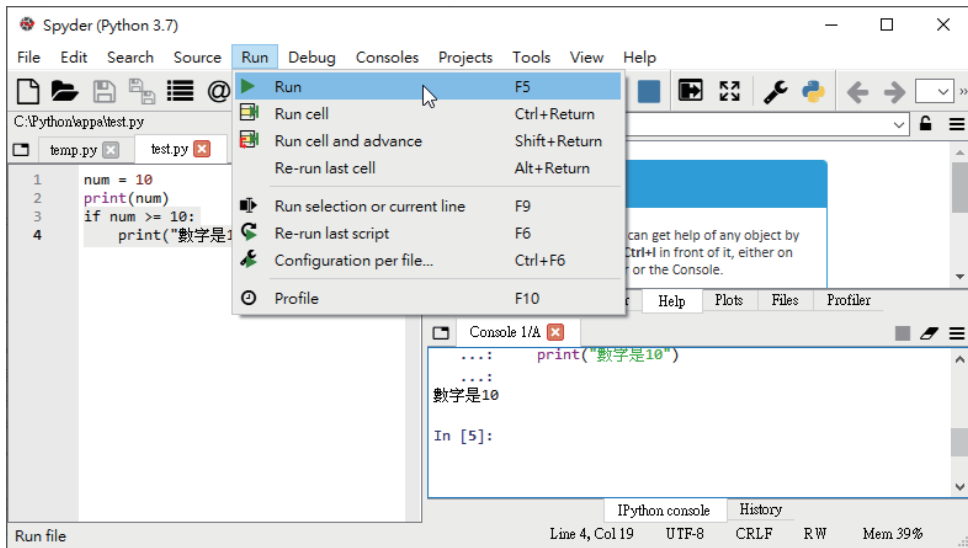 Spyder (Python 3.7)
File Edit Search Source Run Debug Consoles Projects Tools View Help
Run F5
Run cell Ctrl+Return
Run cell and advance Shift+Return
Re-run last cell Alt+Return
Run selection or current line F9
Re-run last script F6
Configuration per file... Ctrl+F6
Profile F10
C:\Python\appa\test.py
temp.py test.py
1 num = 10
2 print(num)
3 if num >= 10:
4 print("數字是1
can get help of any object by
Ctrl+I in front of it, either on
or the Console.
Help Plots Files Profiler
Console 1/A
...: print("數字是10")
...:
數字是10
In [5]:
IPython console History
Run file Line 4, Col 19 UTF-8 CRLF RW Mem 39%